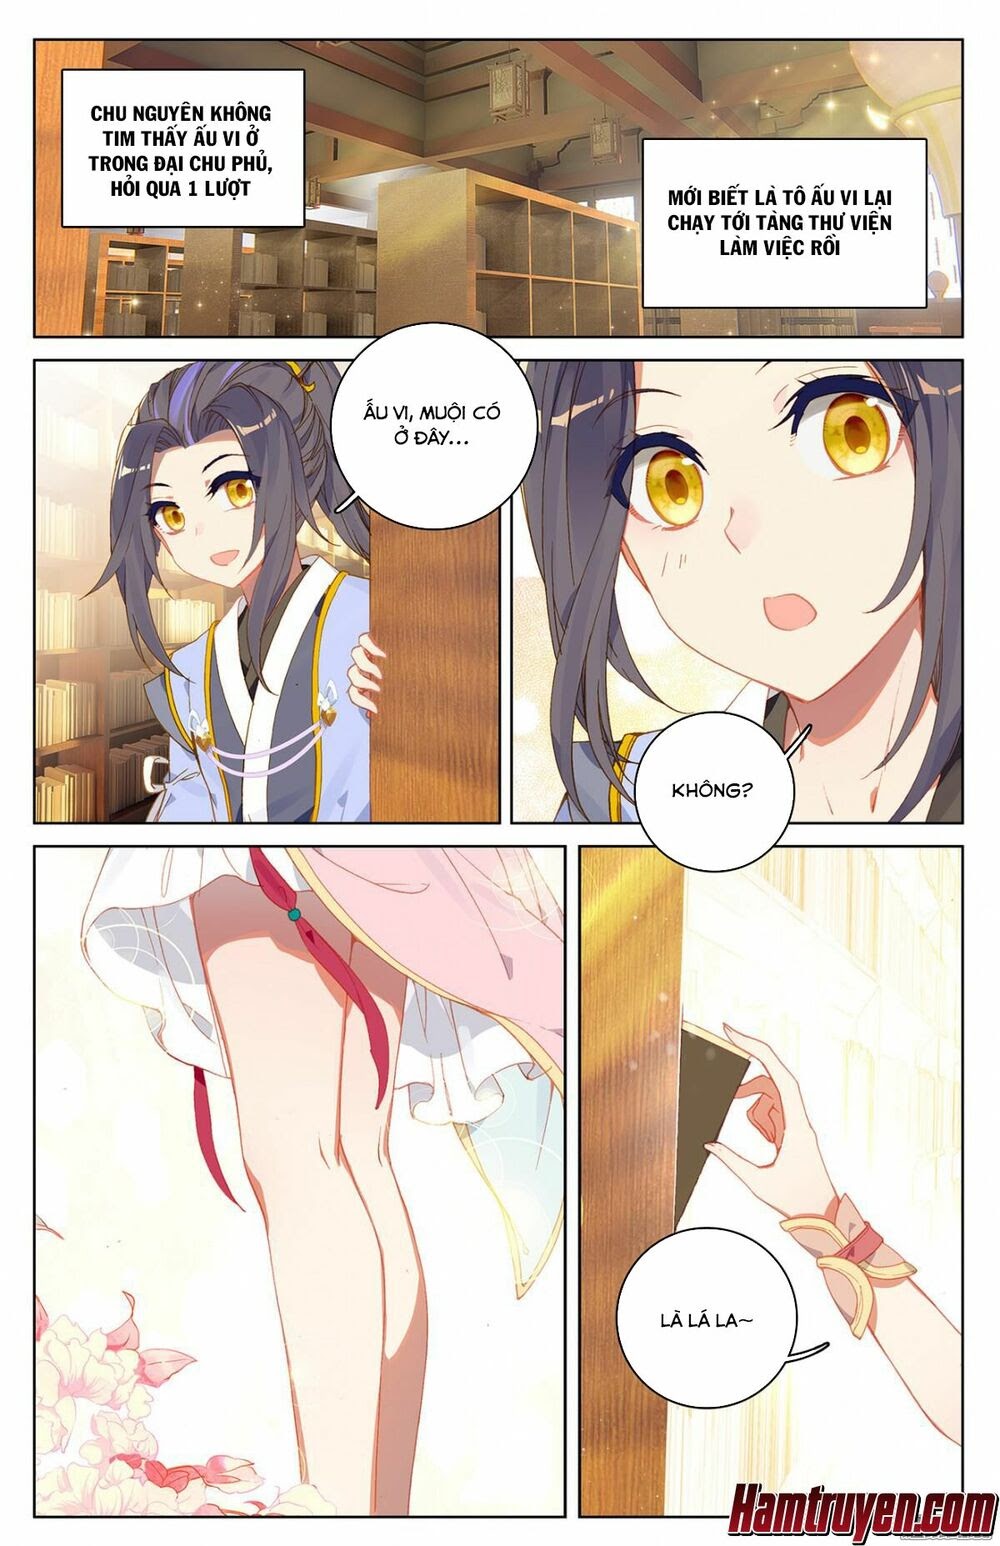 CHU NGUYÊN KHÔNG
TIM THẤY ẤU VI Ở
TRONG ĐẠI CHU PHỦ,
HỎI QUA 1 LƯỢT
MỚI BIẾT LÀ TÔ ẤU VI LẠI
CHẠY TỚI TÀNG THƯ VIỆN
LÀM VIỆC RỒI
ẤU VI, MUỘI CÓ
Ở ĐÂY...
KHÔNG?
LÀ LÁ LA~
Hamtruyen.com